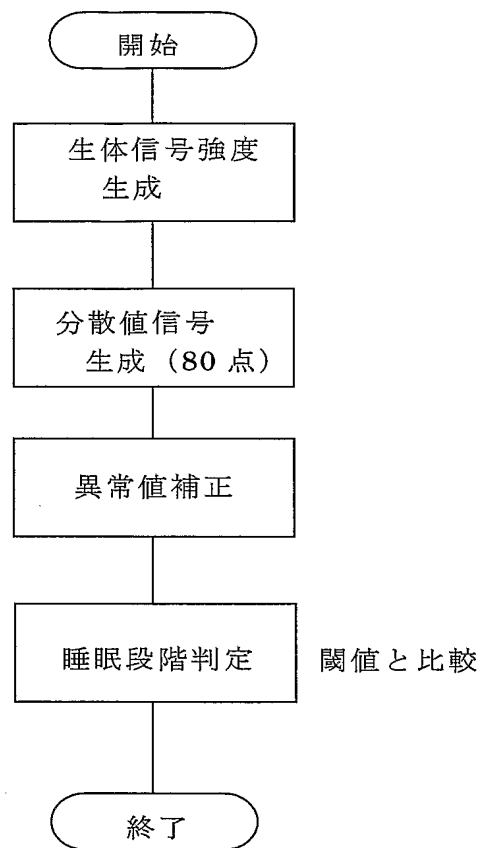 開始
生体信号強度
生成
分散値信号
生成（80 点）
異常値補正
睡眠段階判定
閾値と比較
終了